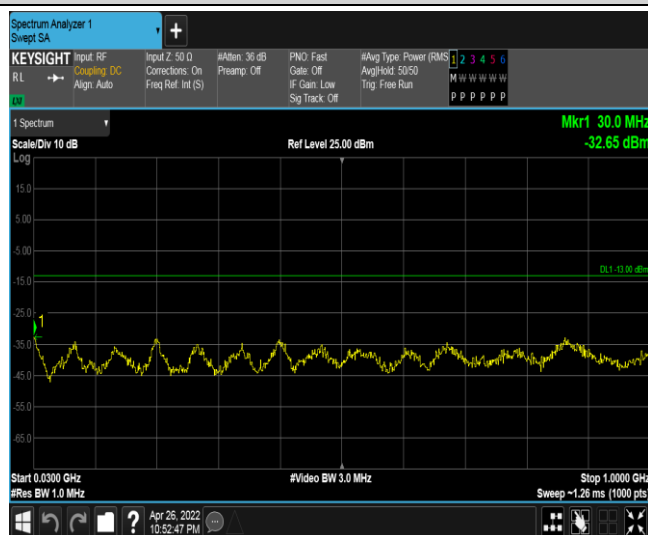 Spectrum Analyzer 1
Swept SA
+
KEYSIGHT
RL
Input: RF
Coupling: DC
Align: Auto
Input Z: 50 Ω
Corrections: On
Freq Ref: Int (S)
#Atten: 36 dB
Preamp: Off
PNO: Fast
Gate: Off
IF Gain: Low
Sig Track: Off
#Avg Type: Power (RMS
Avg|Hold: 50/50
Trig: Free Run
1 2 3 4 5 6
M W W W W W
P P P P P P
1 Spectrum
Scale/Div 10 dB
Ref Level 25.00 dBm
Mkr1 30.0 MHz
-32.65 dBm
Log
15.0
5.00
-5.00
DL1 -13.00 dBm
-15.0
-25.0
1
-35.0
-45.0
-55.0
-65.0
Start 0.0300 GHz
#Video BW 3.0 MHz
Stop 1.0000 GHz
#Res BW 1.0 MHz
Sweep ~1.26 ms (1000 pts)
?
Apr 26, 2022
10:52:47 PM